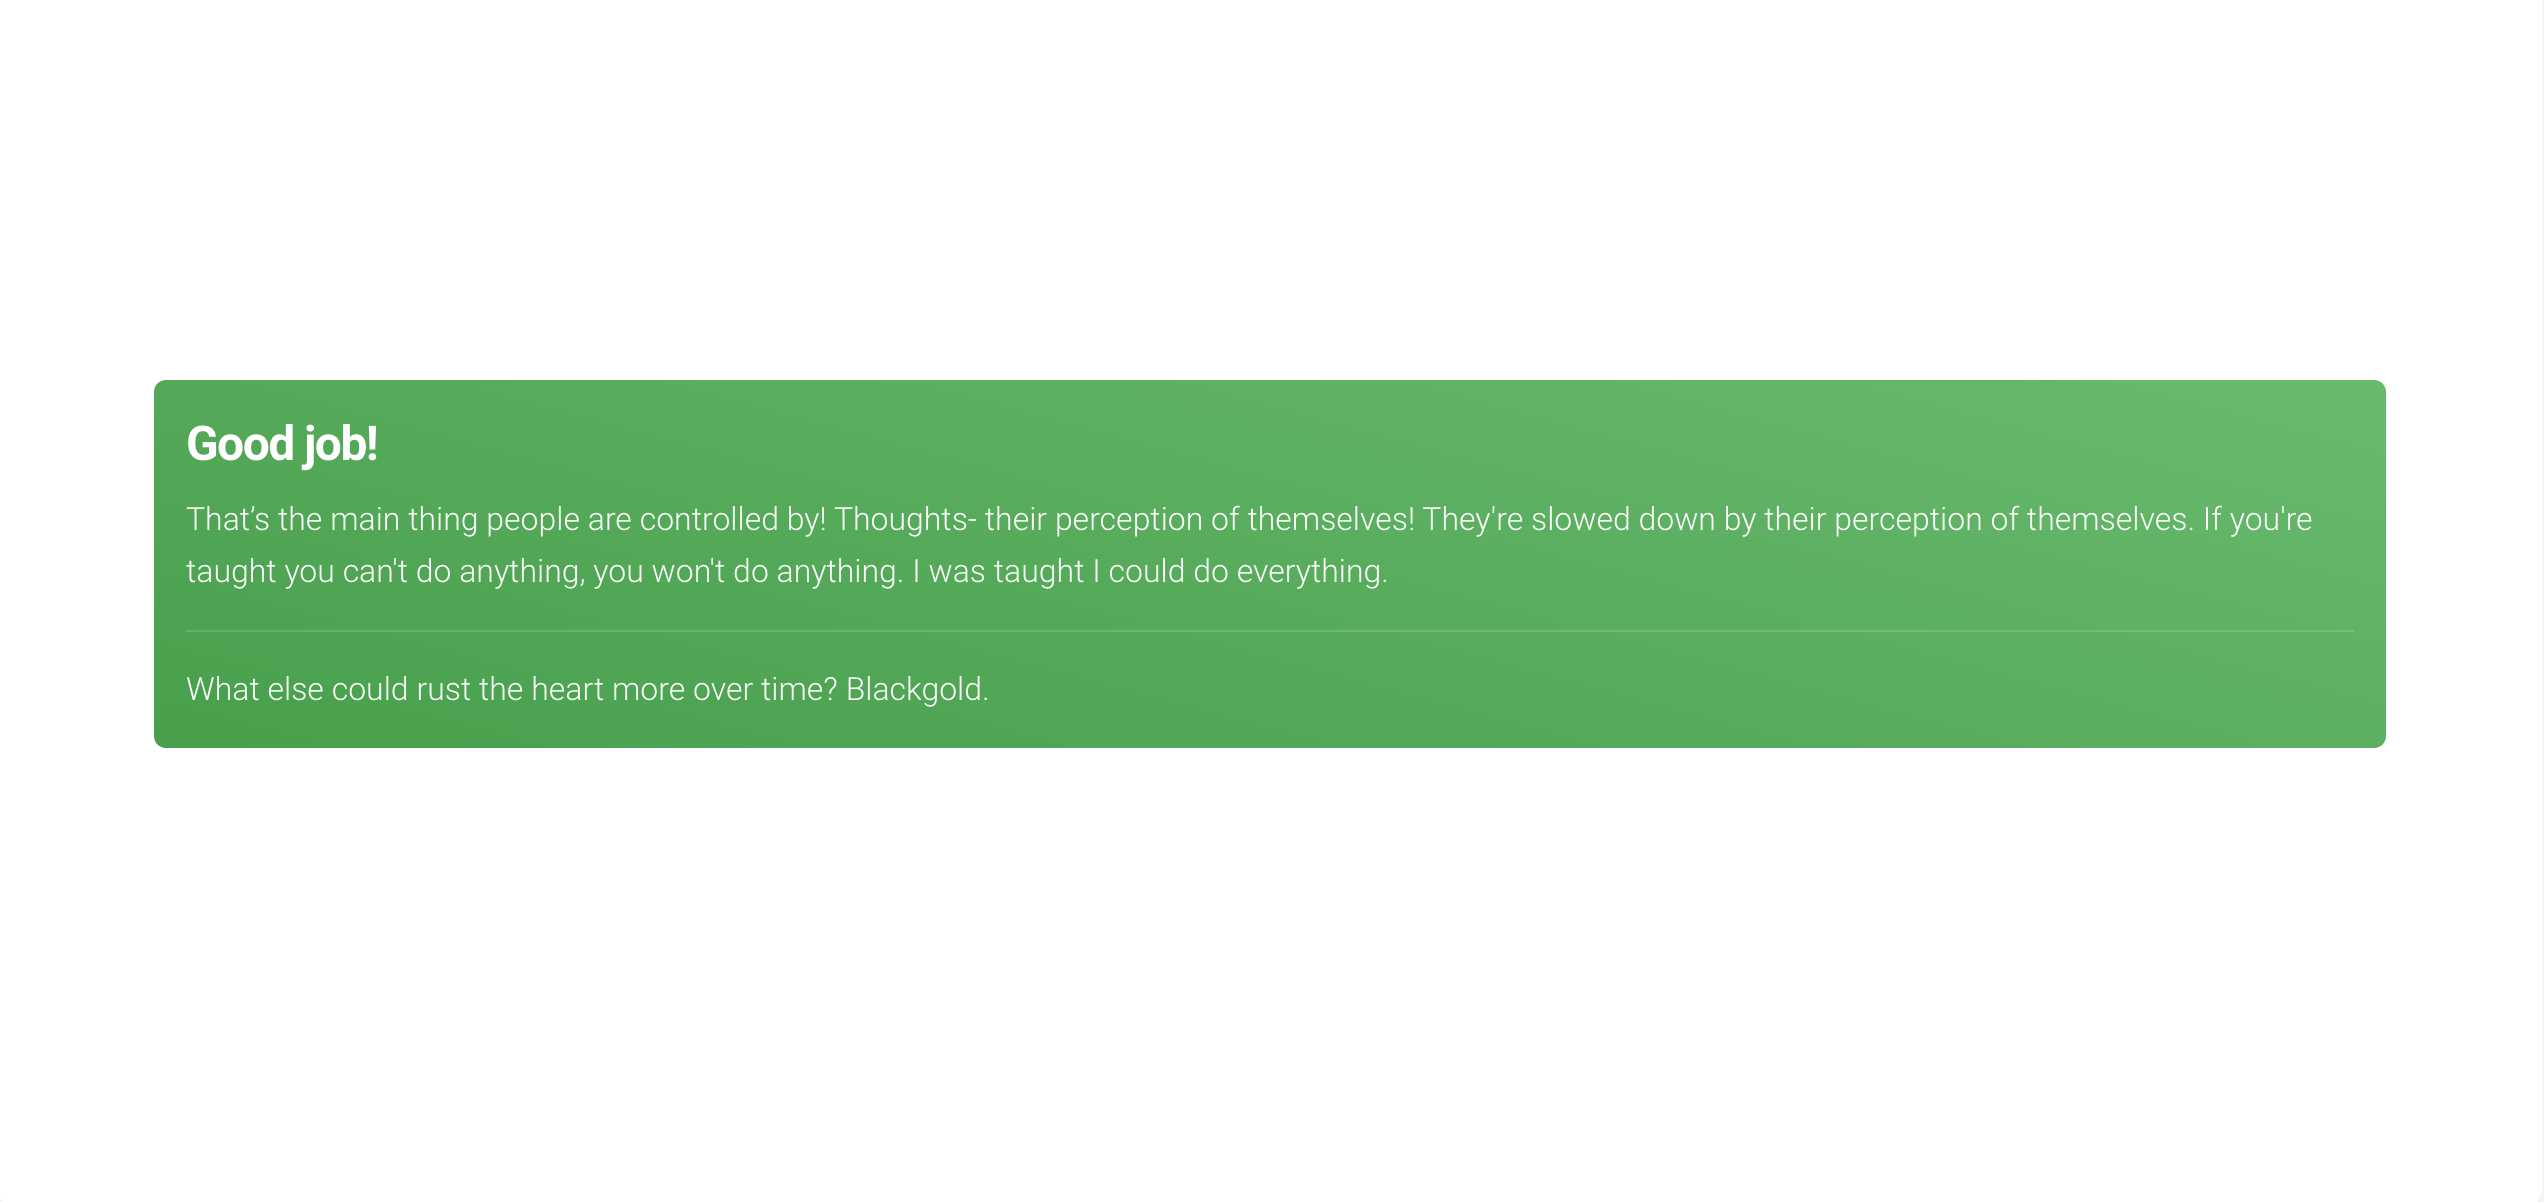 Good job!
That’s the main thing people are controlled by! Thoughts- their perception of themselves! They're slowed down by their perception of themselves. If you're
taught you can't do anything, you won't do anything. I was taught I could do everything.
What else could rust the heart more over time? Blackgold.